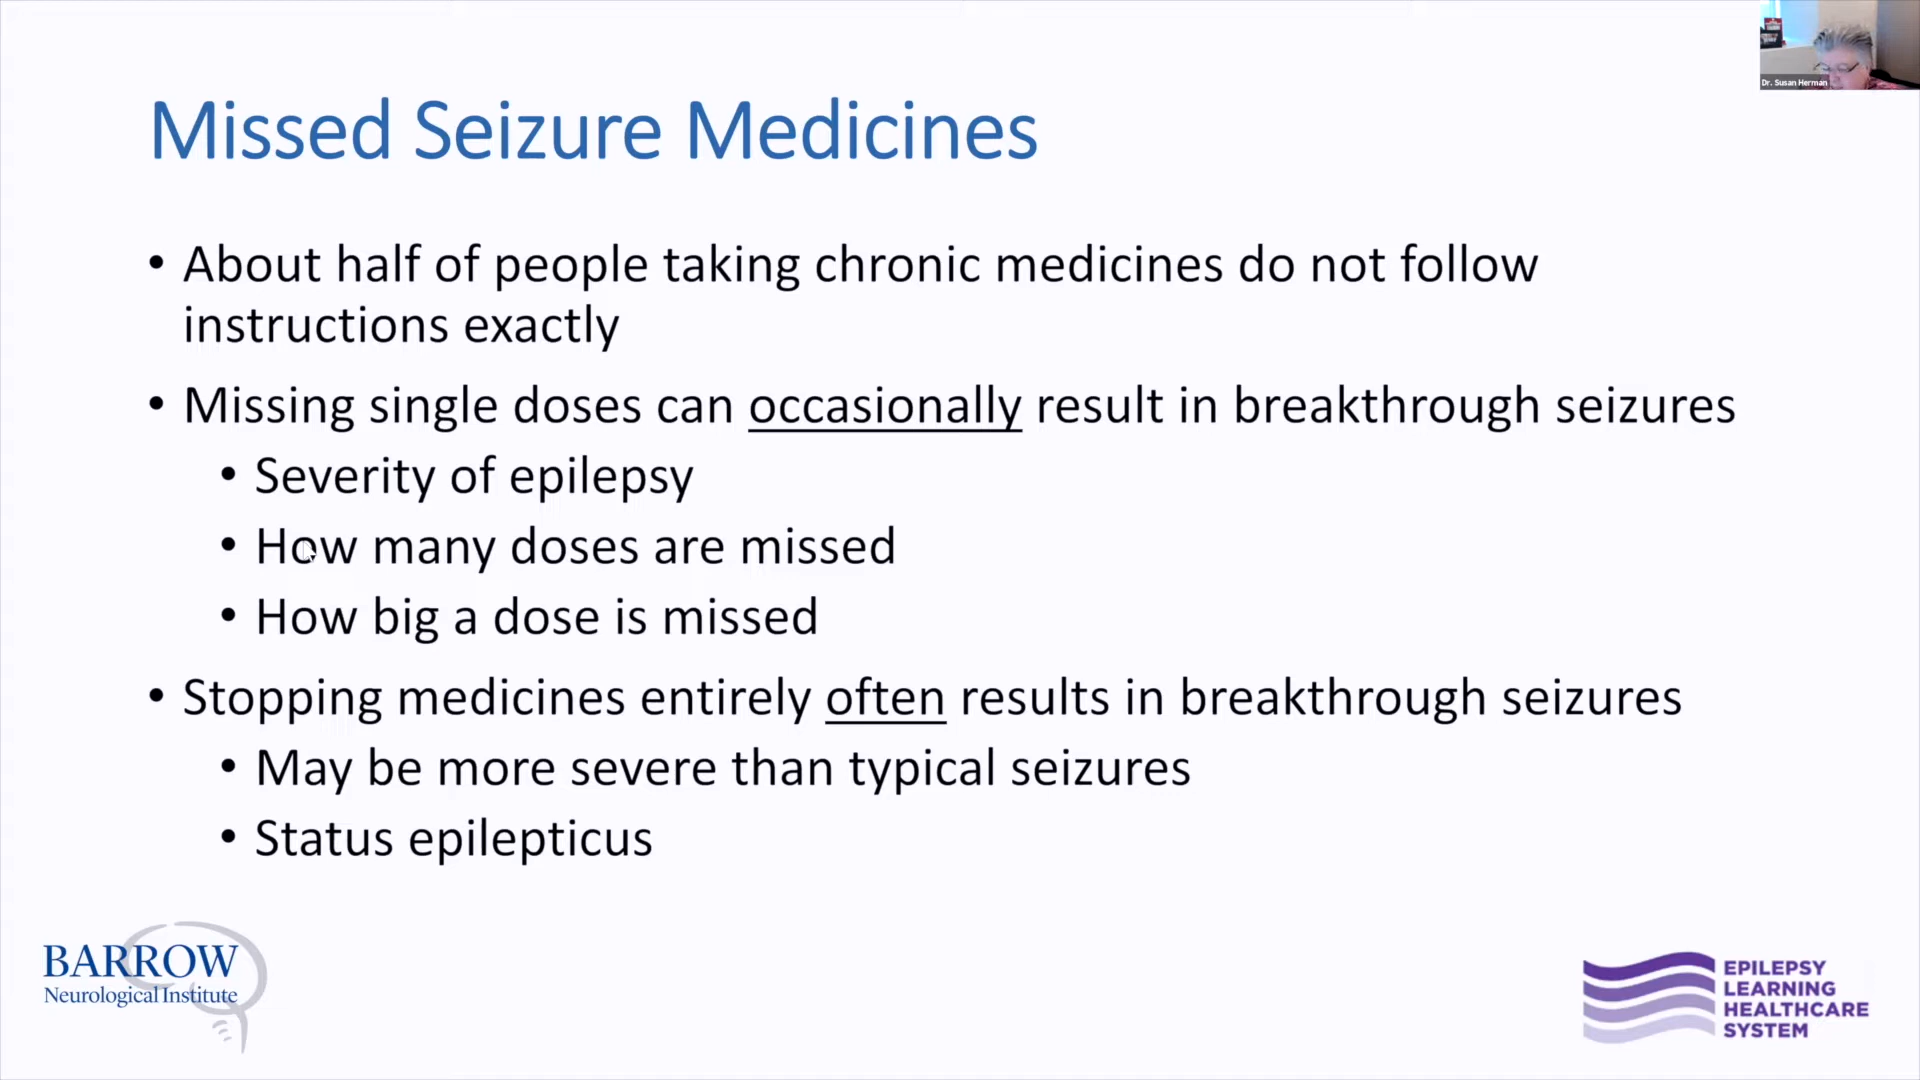 Dr. Susan Herman
Missed Seizure Medicines
• About half of people taking chronic medicines do not follow
instructions exactly
• Missing single doses can occasionally result in breakthrough seizures
• Severity of epilepsy
• How many doses are missed
• How big a dose is missed
• Stopping medicines entirely often results in breakthrough seizures
• May be more severe than typical seizures
• Status epilepticus
BARROW
Neurological Institute
EPILEPSY
LEARNING
HEALTHCARE
SYSTEM